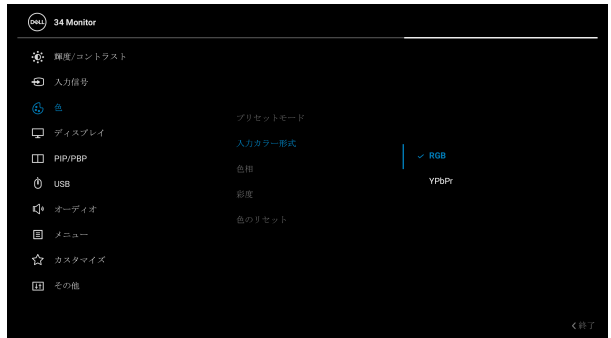 DELL
34 Monitor
輝度/コントラスト
入力信号
色
ディスプレイ
PIP/PBP
USB
オーディオ
メニュー
カスタマイズ
その他
プリセットモード
入力カラー形式
色相
彩度
色のリセット
RGB
YPbPr
終了